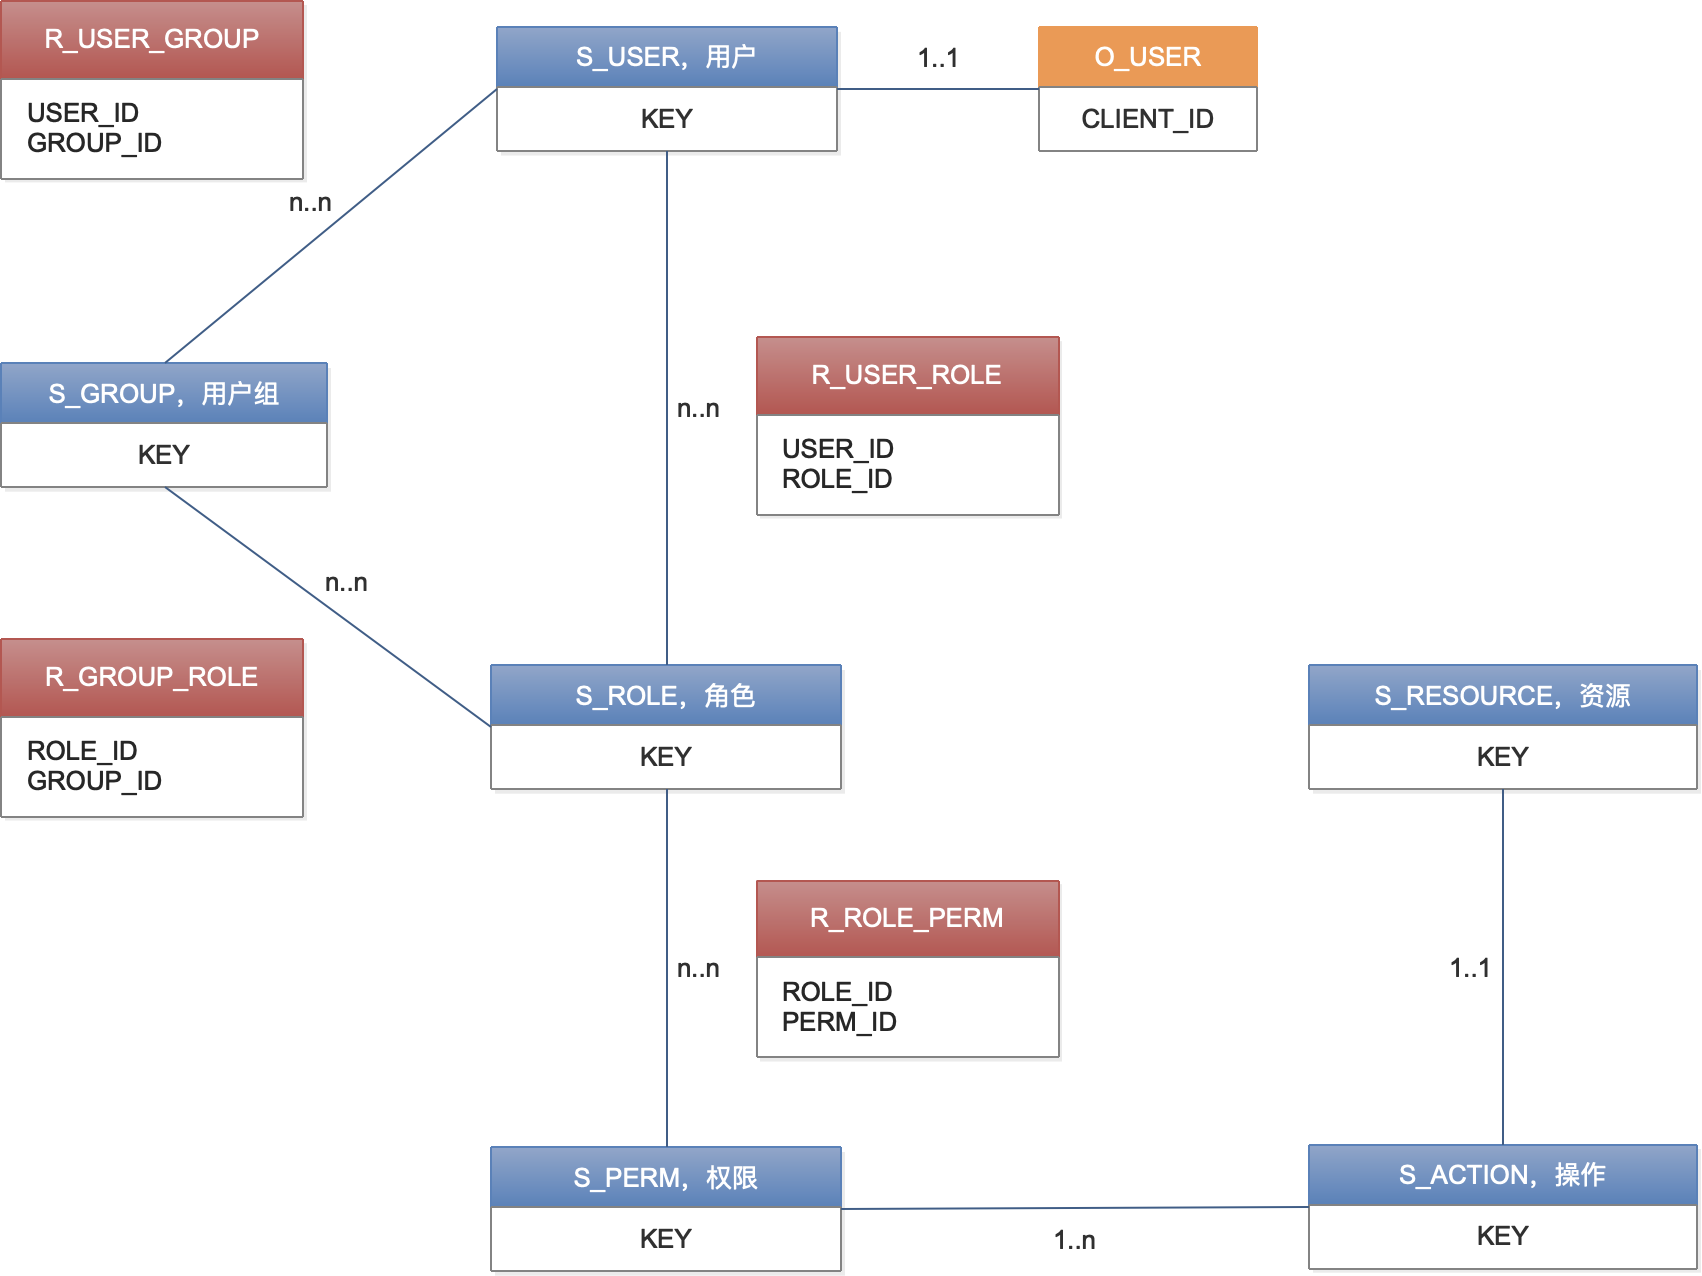 R_USER_GROUP
USER_ID
GROUP_ID
S_USER，用户
KEY
1..1
O_USER
CLIENT_ID
n..n
S_GROUP，用户组
KEY
n..n
R_USER_ROLE
USER_ID
ROLE_ID
n..n
R_GROUP_ROLE
ROLE_ID
GROUP_ID
S_ROLE，角色
KEY
S_RESOURCE，资源
KEY
n..n
R_ROLE_PERM
ROLE_ID
PERM_ID
1..1
S_PERM，权限
KEY
1..n
S_ACTION，操作
KEY